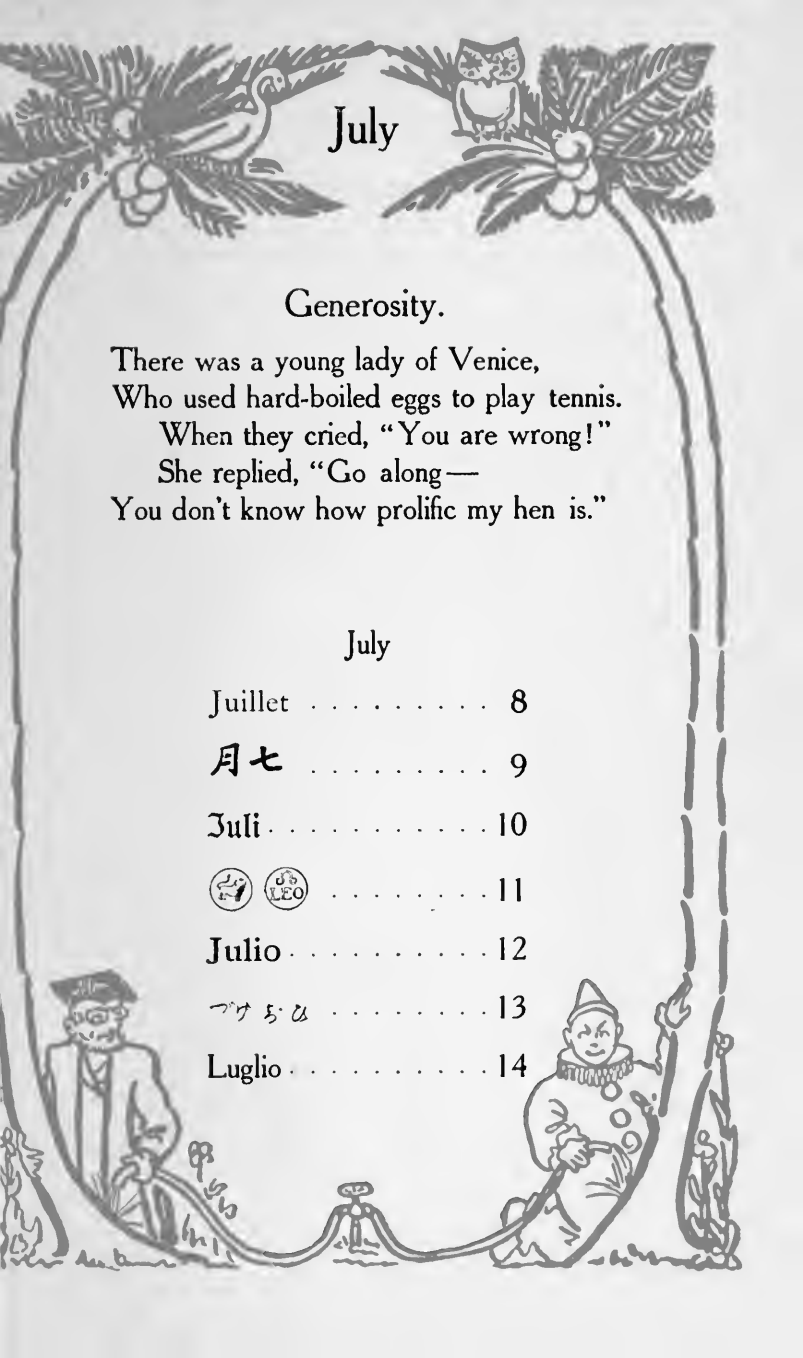 July
Generosity.
There was a young lady of Venice,
Who used hard-boiled eggs to play tennis.
When they cried, “You are wrong!”
She replied, “Go along—
You don't know how prolific my hen is.”
July
Juillet . . . . . . . . . 8
月七 . . . . . . . . . 9
Juli . . . . . . . . . . . 10
LEO . . . . . . . . 11
Julio . . . . . . . . . . 12
. . . . . . . . 13
Luglio . . . . . . . . . . 14